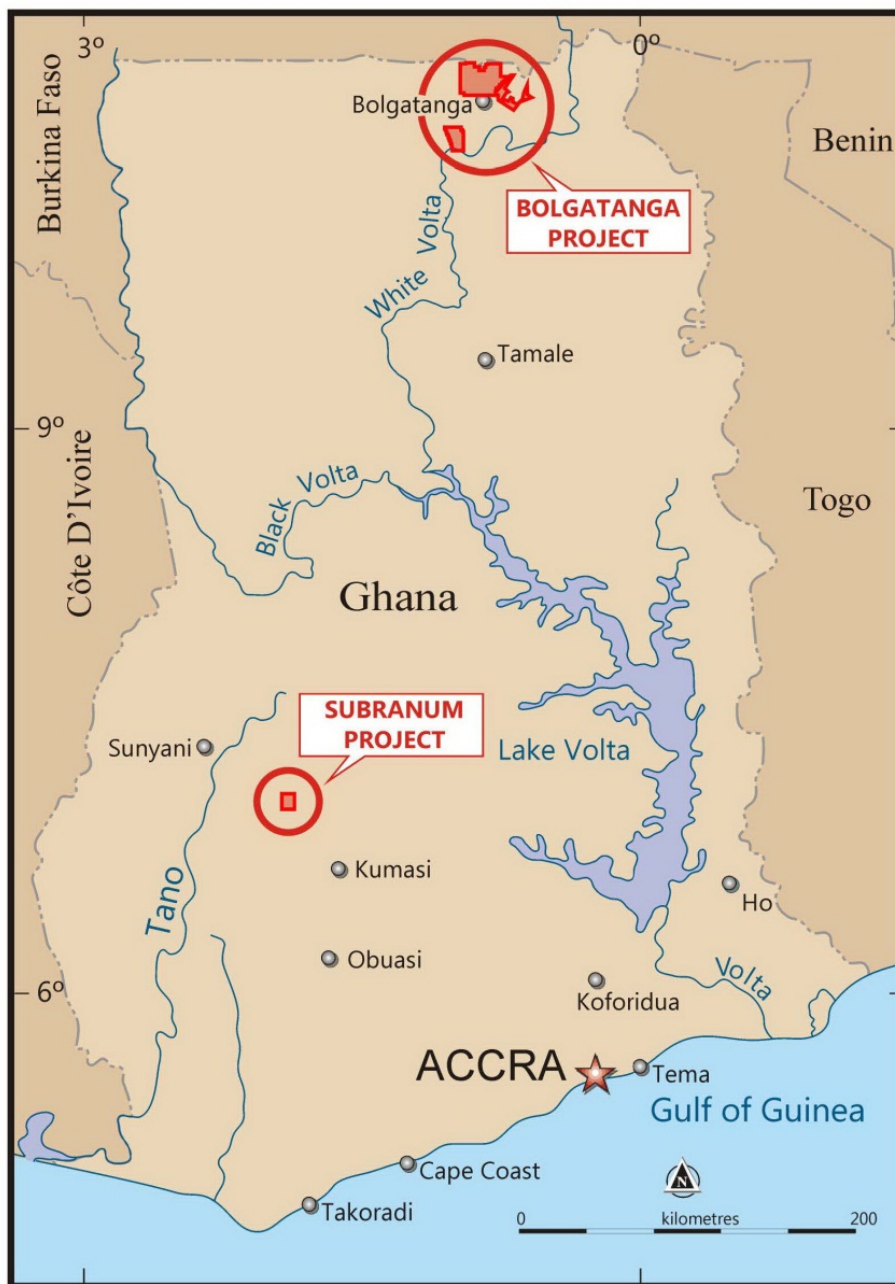 3º
0º
Burkina Faso
Bolgatanga
Benin
BOLGATANGA
PROJECT
White Volta
Tamale
9º
Black Volta
Togo
Côte D'Ivoire
Ghana
SUBRANUM
PROJECT
Sunyani
Lake Volta
Tano
Kumasi
Ho
Obuasi
Volta
6º
Koforidua
ACCRA
Tema
Gulf of Guinea
Cape Coast
N
Takoradi
0 kilometres 200